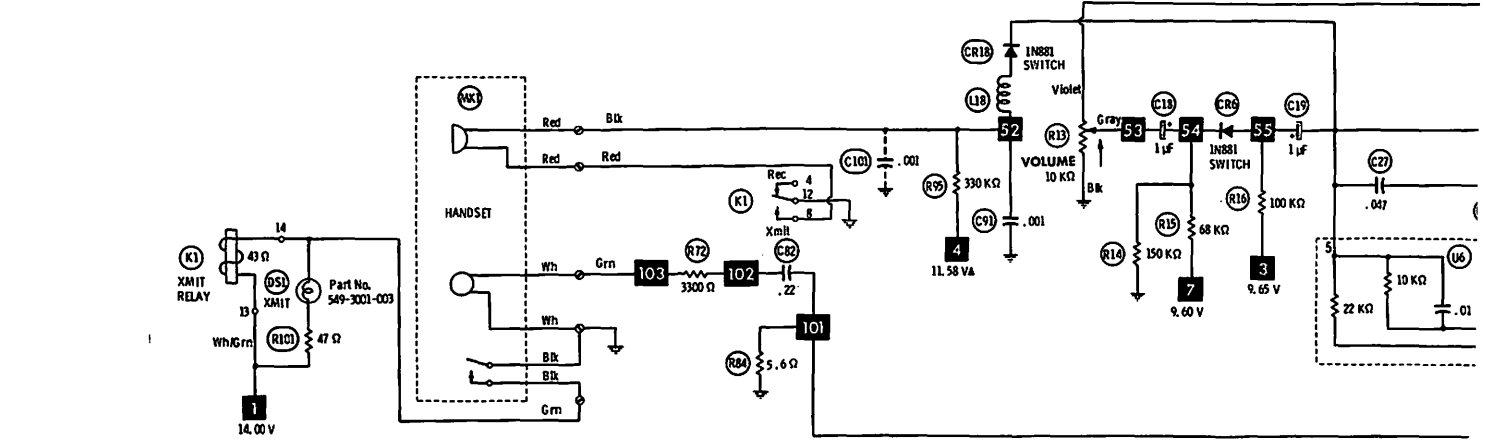 CR18
1N881
SWITCH
MK1
L18
Violet
C18
CR6
C19
Red
Blk
52
Gray
53
54
55
R13
1 µF
1N881
SWITCH
1 µF
VOLUME
10 KΩ
Red
Red
C101
.001
R95
330 KΩ
Rec
4
12
8
K1
Xmit
C27
.047
Blk
R16
100 KΩ
HANDSET
C91
.001
R15
68 KΩ
14
K1
43 Ω
XMIT
RELAY
DS1
XMIT
Part No.
549-3001-003
Wh
Grn
R72
C82
103
102
3300 Ω
.22
4
11.58 VA
R14
150 KΩ
3
9.65 V
7
9.60 V
5
U6
10 KΩ
22 KΩ
.01
13
Wh/Grn
R101
47 Ω
Wh
101
Blk
Blk
R84
5.6 Ω
Grn
1
14.00 V